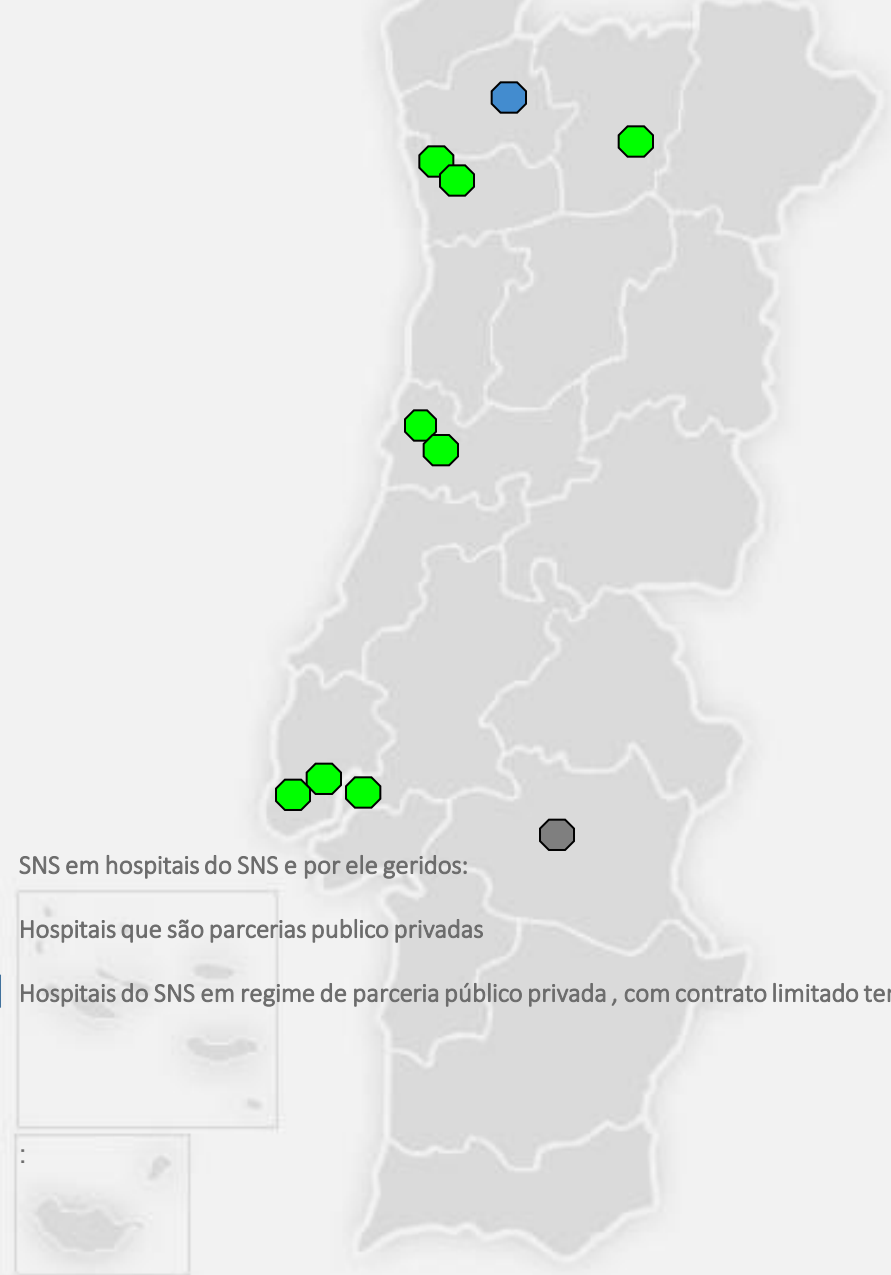 SNS em hospitais do SNS e por ele geridos:
Hospitais que são parcerias publico privadas
Hospitais do SNS em regime de parceria público privada , com contrato limitado ter
: